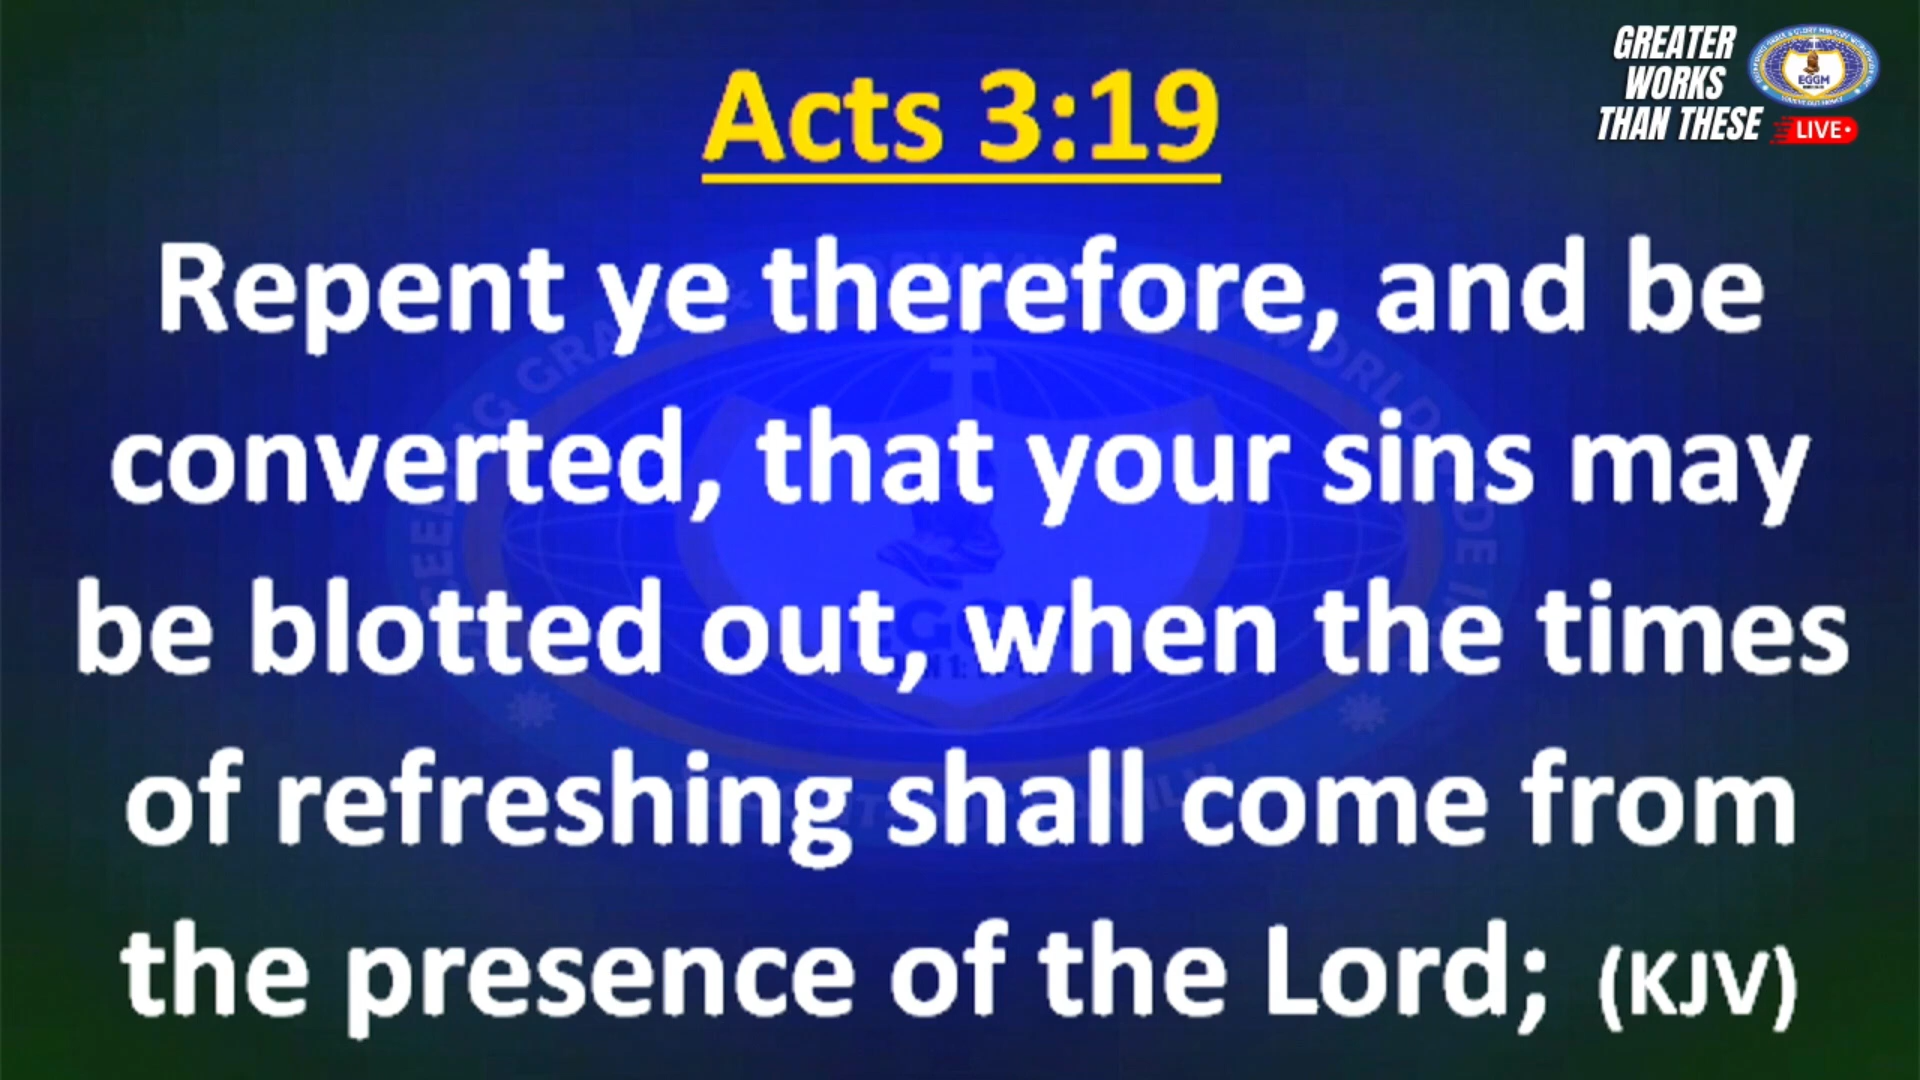 Acts 3:19
Repent ye therefore, and be
converted, that your sins may
be blotted out, when the times
of refreshing shall come from
the presence of the Lord; (KJV)
GREATER
WORKS
THAN THESE
EGGM
LIVE